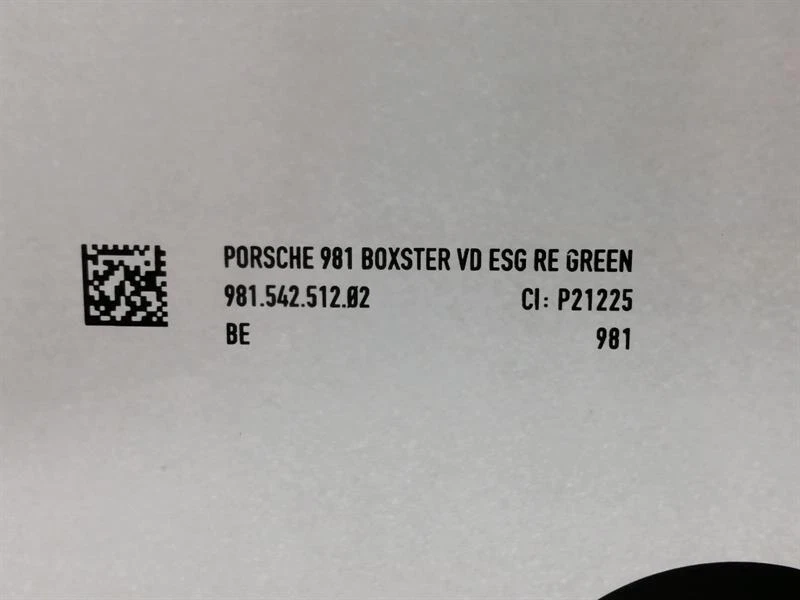 PORSCHE 981 BOXSTER VD ESG RE GREEN
981.542.512.02 CI: P21225
BE 981